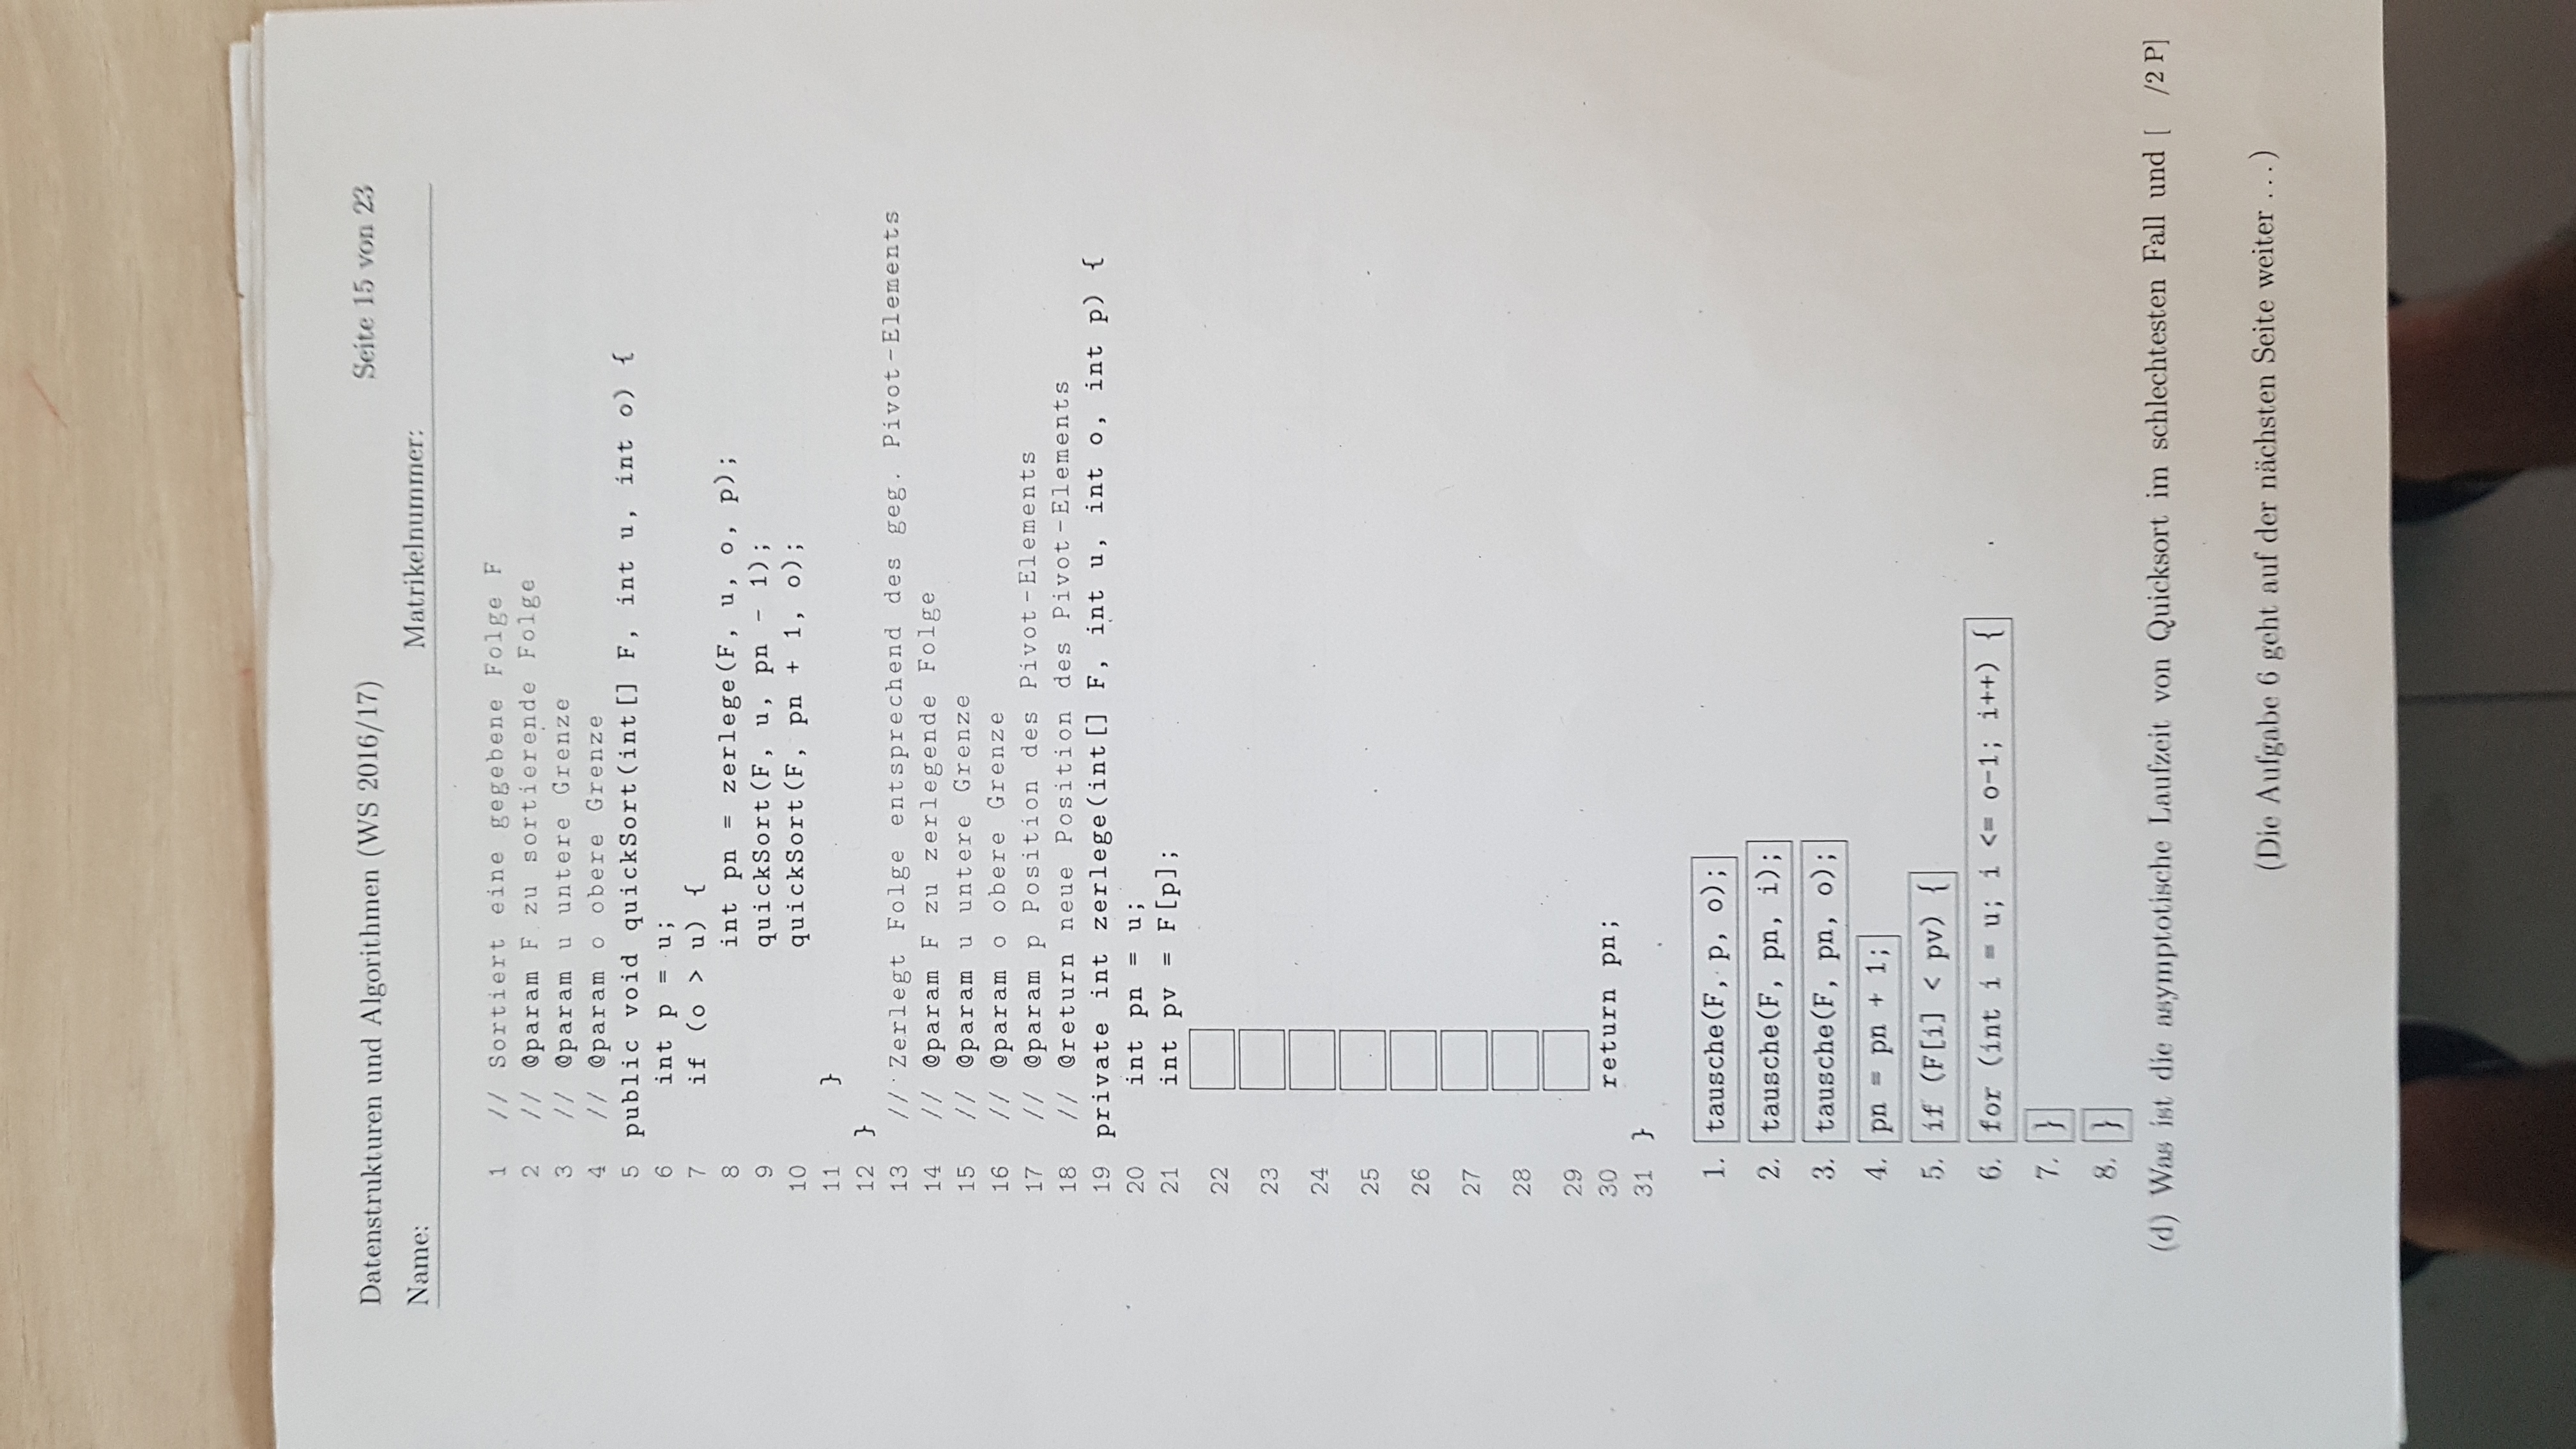 Datenstrukturen und Algorithmen (WS 2016/17) Seite 15 von 23
Name: Matrikelnummer:
1 // Sortiert eine gegebene Folge F
2 // @param F zu sortierende Folge
3 // @param u untere Grenze
4 // @param o obere Grenze
5 public void quickSort(int[] F, int u, int o) {
6 int p = u;
7 if (o > u) {
8 int pn = zerlege(F, u, o, p);
9 quickSort(F, u, pn - 1);
10 quickSort(F, pn + 1, o);
11 }
12 }
13 // Zerlegt Folge entsprechend des geg. Pivot-Elements
14 // @param F zu zerlegende Folge
15 // @param u untere Grenze
16 // @param o obere Grenze
17 // @param p Position des Pivot-Elements
18 // @return neue Position des Pivot-Elements
19 private int zerlege(int[] F, int u, int o, int p) {
20 int pn = u;
21 int pv = F[p];
22
23
24
25
26
27
28
29
30 return pn;
31 }
1. tausche(F, p, o);
2. tausche(F, pn, i);
3. tausche(F, pn, o);
4. pn = pn + 1;
5. if (F[i] < pv) {
6. for (int i = u; i <= o-1; i++) {
7. }
8. }
(d) Was ist die asymptotische Laufzeit von Quicksort im schlechtesten Fall und [ /2 P]
(Die Aufgabe 6 geht auf der nächsten Seite weiter ...)